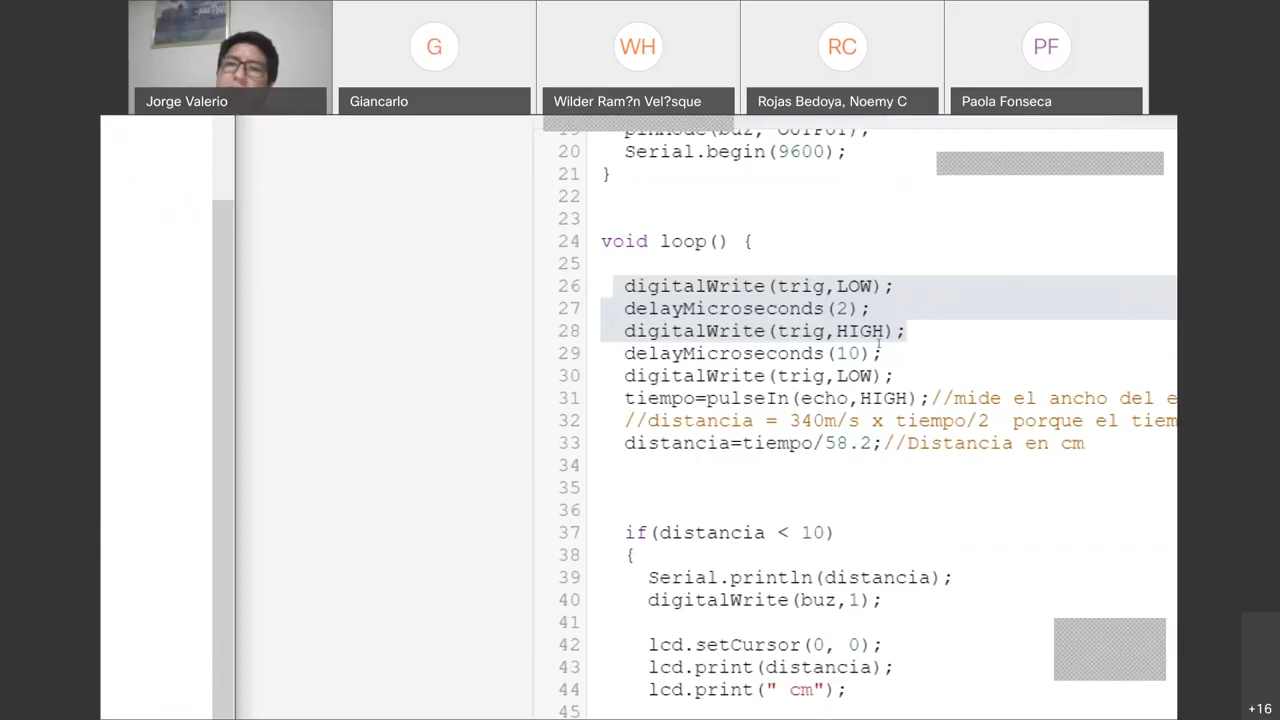 G
WH
RC
PF
Jorge Valerio
Giancarlo
Wilder Ram?n Vel?sque
Rojas Bedoya, Noemy C
Paola Fonseca
19 pinMode(buz, OUTPUT);
20 Serial.begin(9600);
21 }
22
23
24 void loop() {
25
26 digitalWrite(trig,LOW);
27 delayMicroseconds(2);
28 digitalWrite(trig,HIGH);
29 delayMicroseconds(10);
30 digitalWrite(trig,LOW);
31 tiempo=pulseIn(echo,HIGH);//mide el ancho del e
32 //distancia = 340m/s x tiempo/2 porque el tiem
33 distancia=tiempo/58.2;//Distancia en cm
34
35
36
37 if(distancia < 10)
38 {
39 Serial.println(distancia);
40 digitalWrite(buz,1);
41
42 lcd.setCursor(0, 0);
43 lcd.print(distancia);
44 lcd.print(" cm");
45
+16